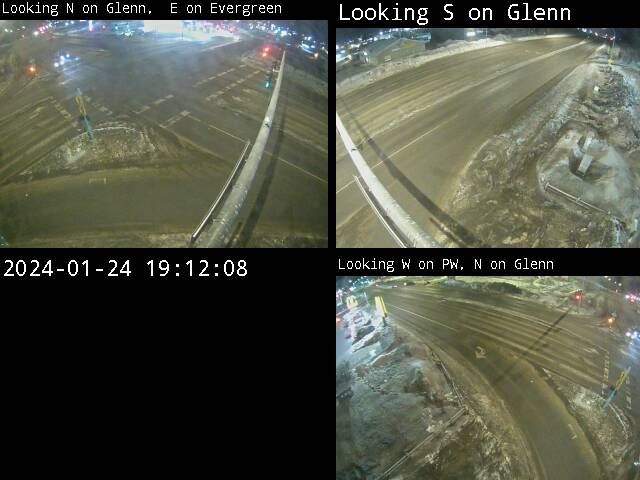 Looking N on Glenn, E on Evergreen
Looking S on Glenn
2024-01-24 19:12:08
Looking W on PW, N on Glenn